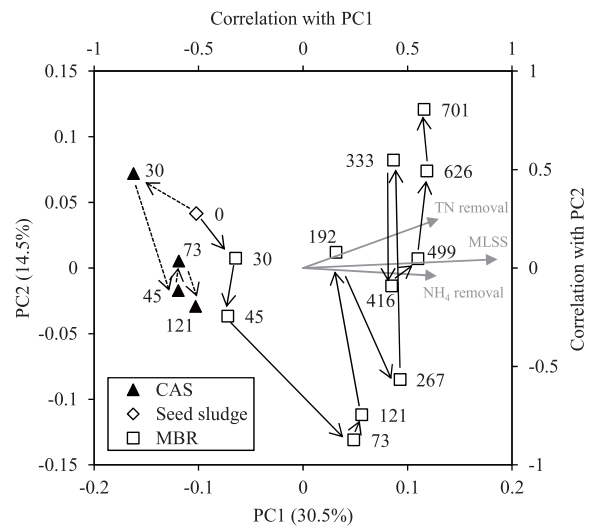 Correlation with PC1
-1 -0.5 0 0.5 1
0.15 1
701
0.1
30 333 626
0.5
0.05
0 TN removal
73 192 MLSS
499
0 30 0
45 416 NH4 removal
121 45
-0.05
-0.5
267
CAS
-0.1
Seed sludge 121
MBR 73
-0.15 -1
-0.2 -0.1 0 0.1 0.2
PC1 (30.5%)
PC2 (14.5%)
Correlation with PC2